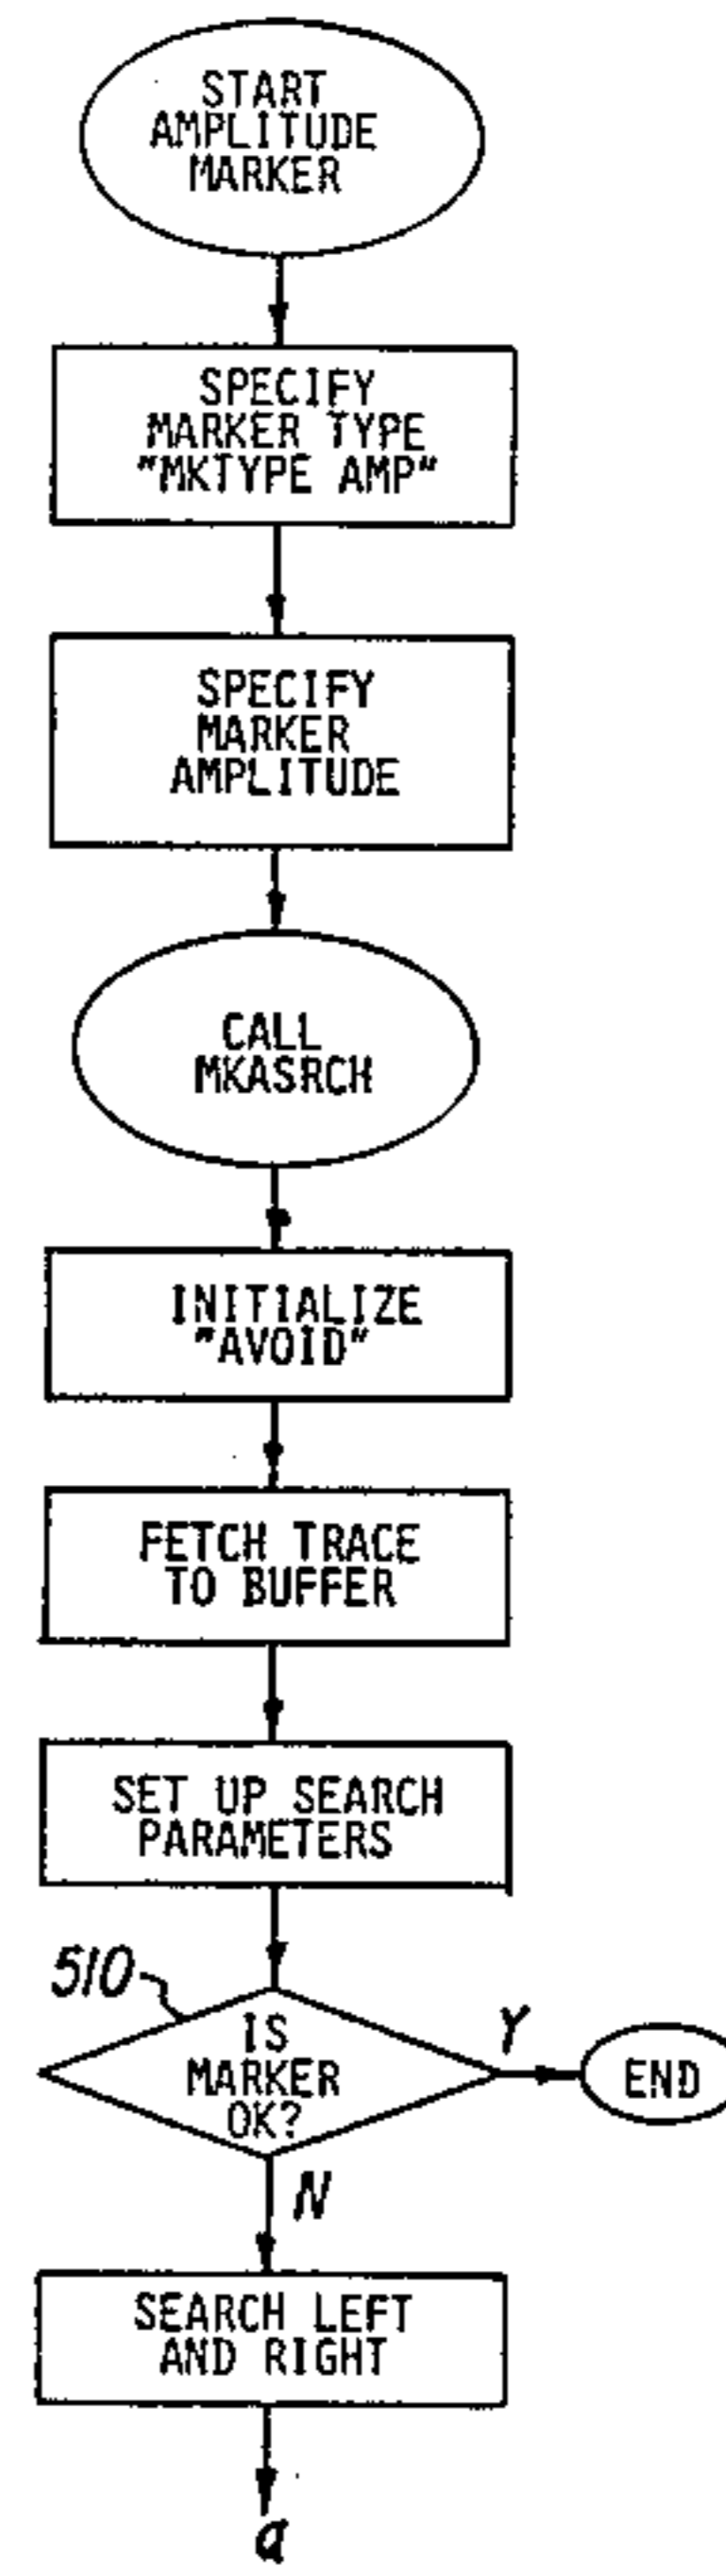 START
AMPLITUDE
MARKER
SPECIFY
MARKER TYPE
"MKTYPE AMP"
SPECIFY
MARKER
AMPLITUDE
CALL
MKASRCH
INITIALIZE
"AVOID"
FETCH TRACE
TO BUFFER
SET UP SEARCH
PARAMETERS
510
IS
MARKER
OK?
Y
END
N
SEARCH LEFT
AND RIGHT
a